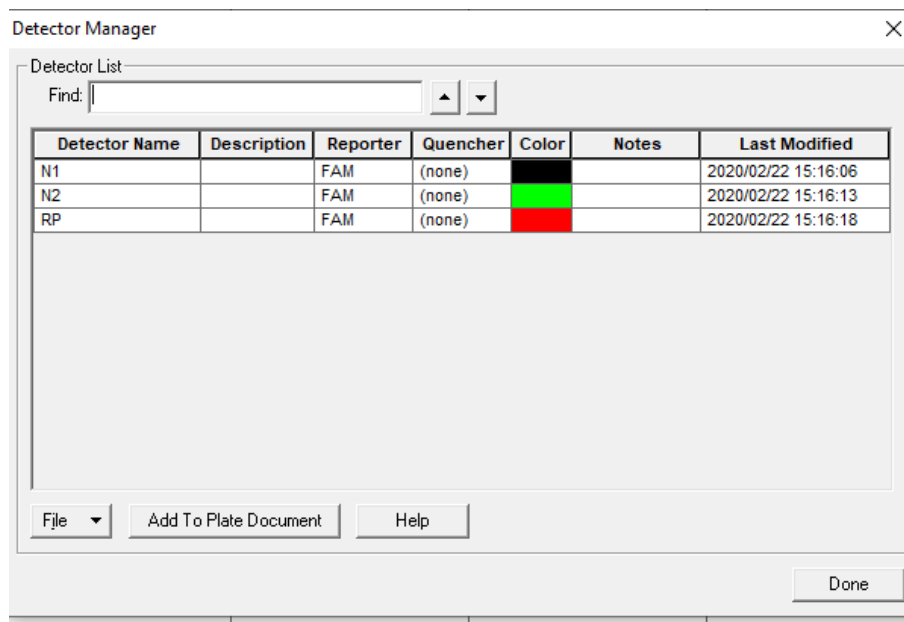 Detector Manager
Detector List
Find:
Detector Name Description Reporter Quencher Color Notes Last Modified
N1 FAM (none) 2020/02/22 15:16:06
N2 FAM (none) 2020/02/22 15:16:13
RP FAM (none) 2020/02/22 15:16:18
File Add To Plate Document Help
Done